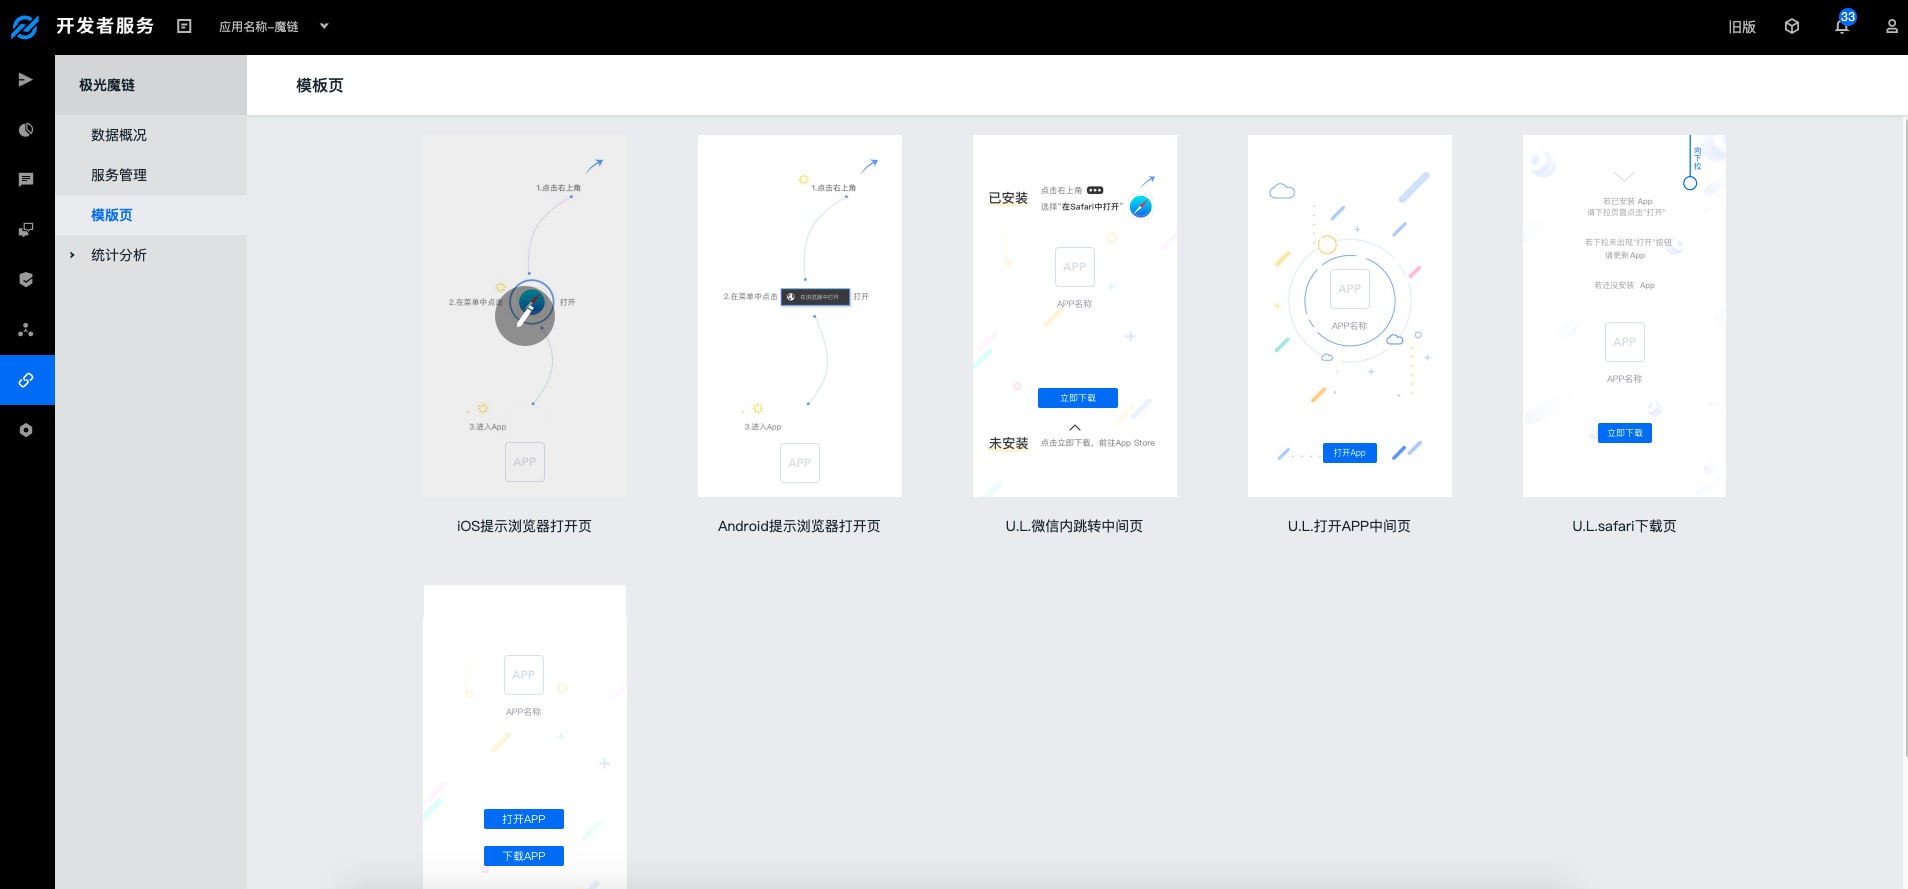 开发者服务
应用名称-魔链
旧版
33
极光魔链
数据概况
服务管理
模版页
统计分析
模板页
1.点击右上角
2.在菜单中点击
打开
3.进入App
APP
iOS提示浏览器打开页
1.点击右上角
2.在菜单中点击
在浏览器中打开
打开
3.进入App
APP
Android提示浏览器打开页
已安装
点击右上角
选择"在Safari中打开"
APP
APP名称
立即下载
未安装
点击立即下载，前往App Store
U.L.微信内跳转中间页
APP
APP名称
打开App
U.L.打开APP中间页
向下拉
若已安装 App
请下拉页面点击"打开"
若下拉未出现"打开"按钮
请更新App
若还没安装 App
APP
APP名称
立即下载
U.L.safari下载页
APP
APP名称
打开APP
下载APP